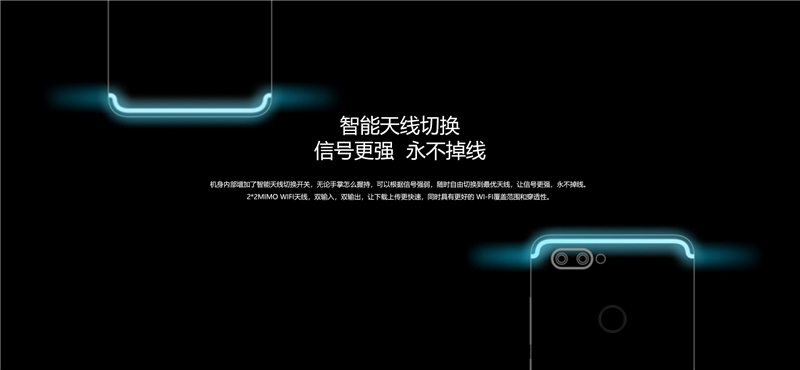 智能天线切换
信号更强 永不掉线
机身内部增加了智能天线切换开关，无论手掌怎么握持，可以根据信号强弱，随时自由切换到最优天线，让信号更强，永不掉线。
2*2MIMO WIFI天线，双输入，双输出，让下载上传更快速，同时具有更好的 WI-FI覆盖范围和穿透性。